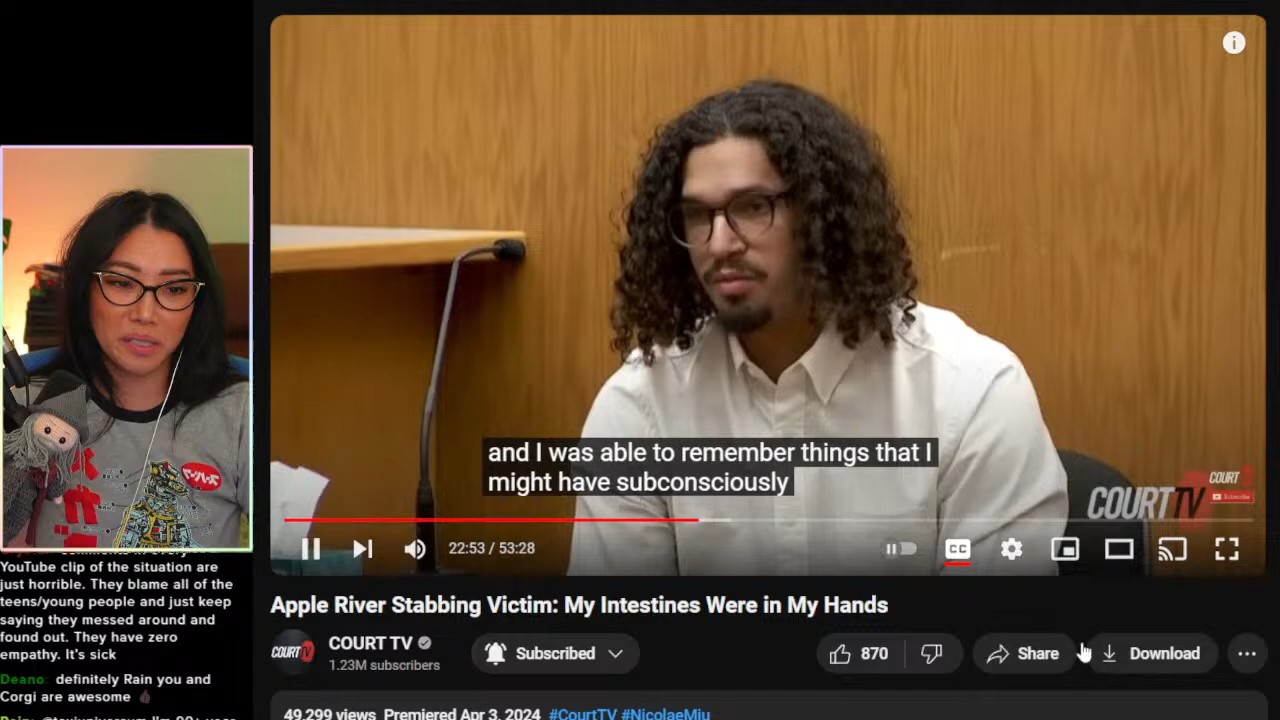 and I was able to remember things that I
might have subconsciously
COURT TV
COURT
Subscribe
22:53 / 53:28
CC
Apple River Stabbing Victim: My Intestines Were in My Hands
COURT
COURT TV
1.23M subscribers
Subscribed
870
Share
Download
49,299 views Premiered Apr 3, 2024 #CourtTV #NicolaeMiu
YouTube clip of the situation are
just horrible. They blame all of the
teens/young people and just keep
saying they messed around and
found out. They have zero
empathy. It's sick
Deano: definitely Rain you and
Corgi are awesome